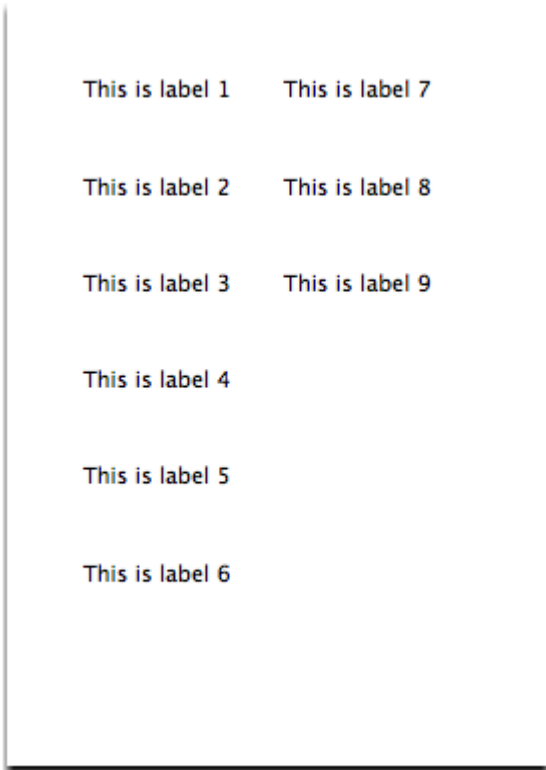 This is label 1
This is label 2
This is label 3
This is label 4
This is label 5
This is label 6
This is label 7
This is label 8
This is label 9